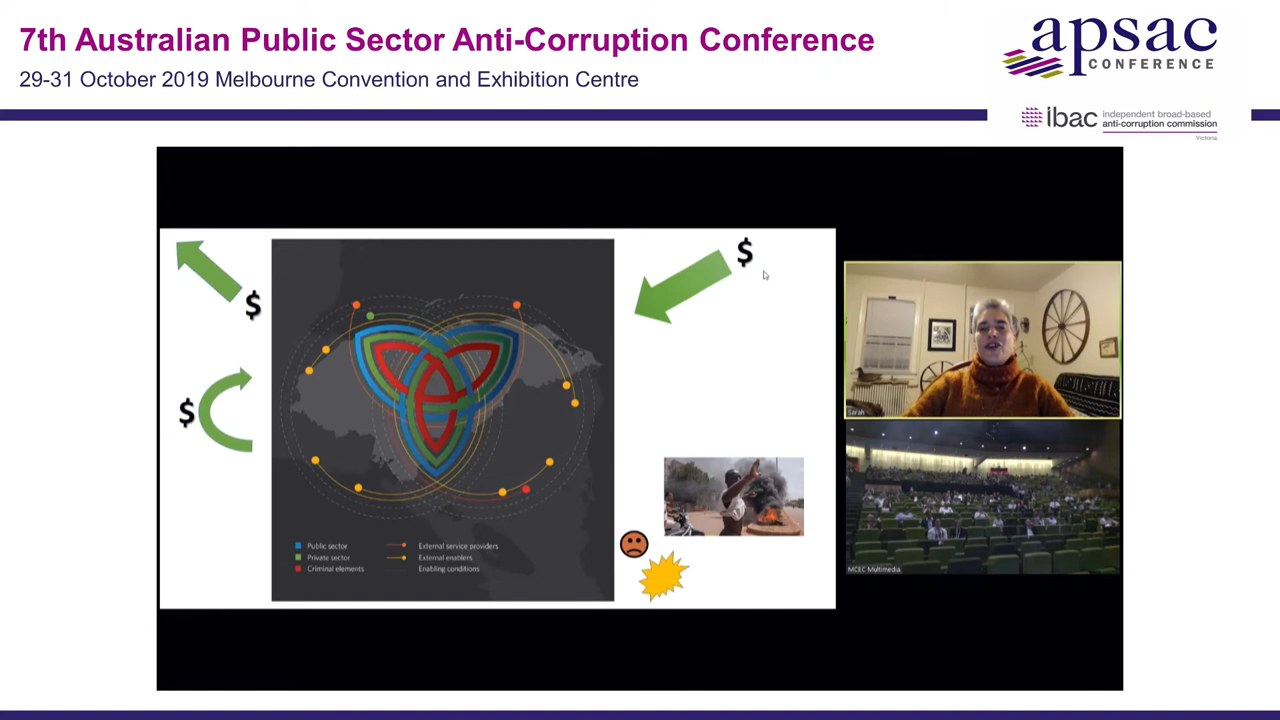 7th Australian Public Sector Anti-Corruption Conference
29-31 October 2019 Melbourne Convention and Exhibition Centre
apsac
CONFERENCE
ibac
independent broad-based
anti-corruption commission
Victoria
$
$
$
Public sector
Private sector
Criminal elements
External service providers
External enablers
Enabling conditions
Sarah
MCEC Multimedia